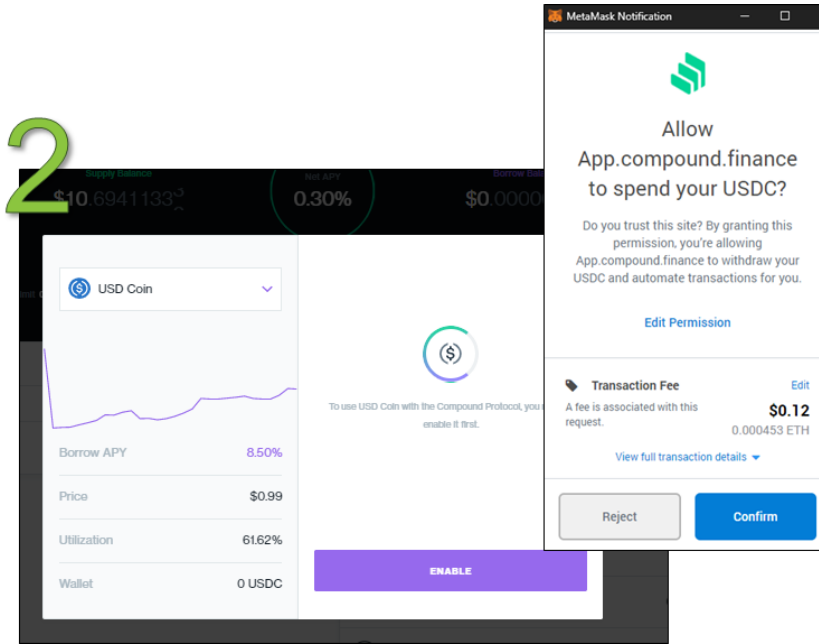 2
Supply Balance
$10.6941133
Net APY
0.30%
Borrow
$0.0000
USD Coin
To use USD Coin with the Compound Protocol, you
enable it first.
Borrow APY 8.50%
Price $0.99
Utilization 61.62%
Wallet 0 USDC
ENABLE
MetaMask Notification
Allow
App.compound.finance
to spend your USDC?
Do you trust this site? By granting this
permission, you're allowing
App.compound.finance to withdraw your
USDC and automate transactions for you.
Edit Permission
Transaction Fee Edit
A fee is associated with this
request.
$0.12
0.000453 ETH
View full transaction details
Reject Confirm